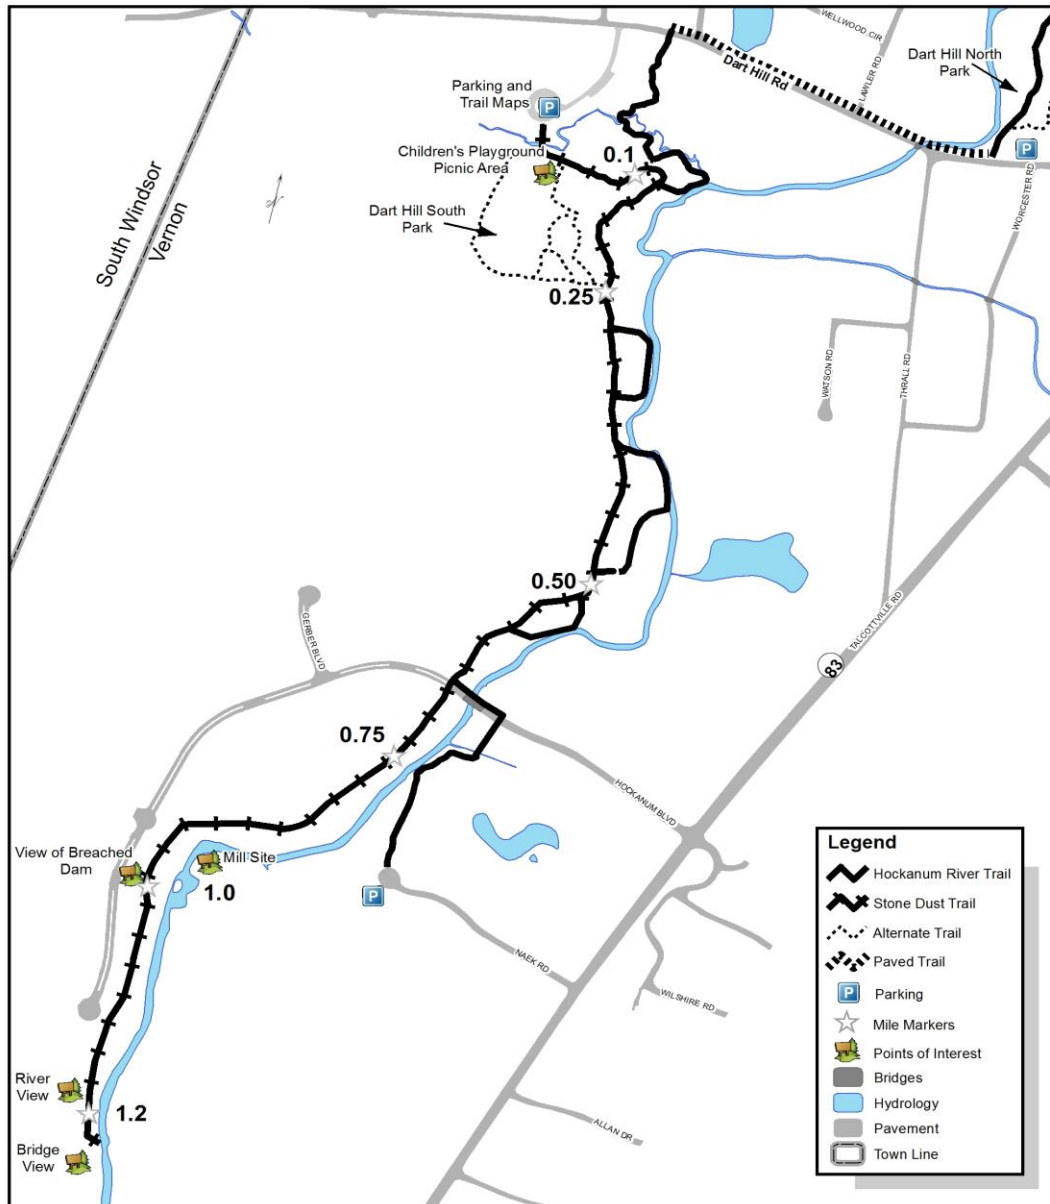 WELLWOOD CIR
Dart Hill North
Park
LAWLER RD
Dart Hill Rd
Parking and
Trail Maps
P
Children's Playground
Picnic Area
0.1
P
WORCESTER RD
South Windsor
Vernon
N
Dart Hill South
Park
0.25
WATSON RD
THRALL RD
0.50
TALCOTTVILLE RD
83
GERBER BLVD
0.75
HOCKANUM BLVD
View of Breached
Dam
Mill Site
1.0
P
NAEK RD
WILSHIRE RD
River
View
1.2
Bridge
View
ALLAN DR
Legend
Hockanum River Trail
Stone Dust Trail
Alternate Trail
Paved Trail
P Parking
Mile Markers
Points of Interest
Bridges
Hydrology
Pavement
Town Line